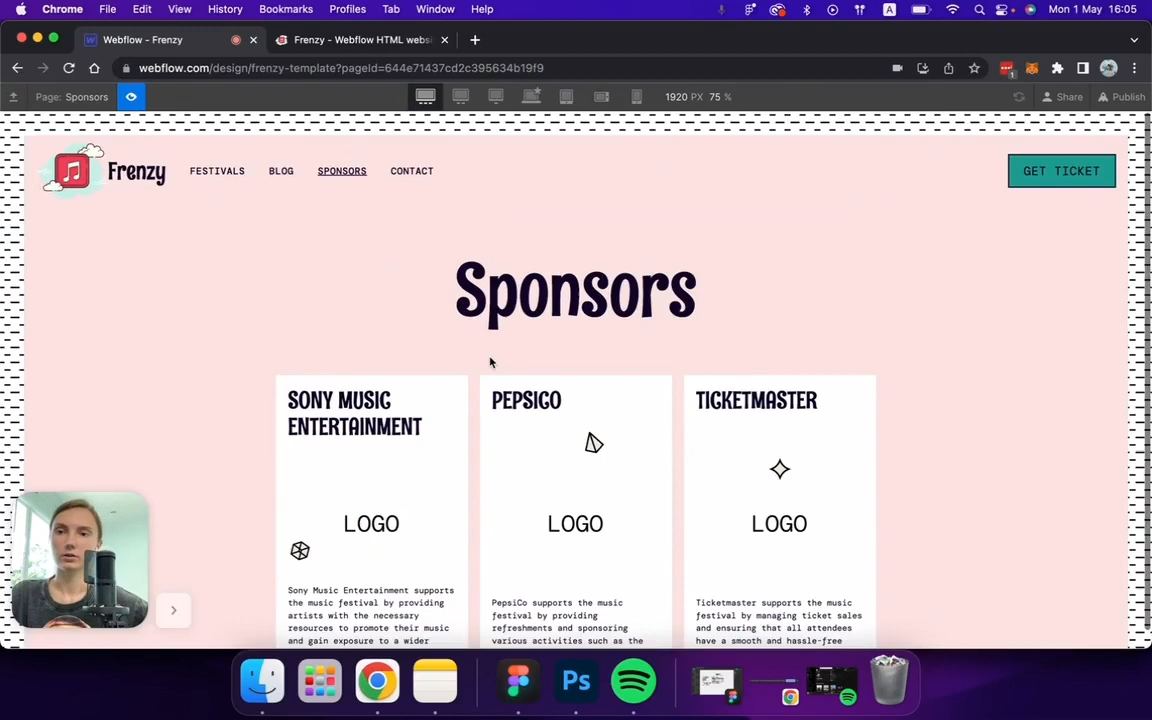 Chrome File Edit View History Bookmarks Profiles Tab Window Help A Mon 1 May 16:05
Webflow - Frenzy Frenzy - Webflow HTML websi
webflow.com/design/frenzy-template?pageId=644e71437cd2c395634b19f9 1
Page: Sponsors 1920 PX 75 % Share Publish
Frenzy FESTIVALS BLOG SPONSORS CONTACT GET TICKET
Sponsors
SONY MUSIC
ENTERTAINMENT
LOGO
Sony Music Entertainment supports
the music festival by providing
artists with the necessary
resources to promote their music
and gain exposure to a wider
PEPSICO
LOGO
PepsiCo supports the music
festival by providing
refreshments and sponsoring
various activities such as the
TICKETMASTER
LOGO
Ticketmaster supports the music
festival by managing ticket sales
and ensuring that all attendees
have a smooth and hassle-free
Ps